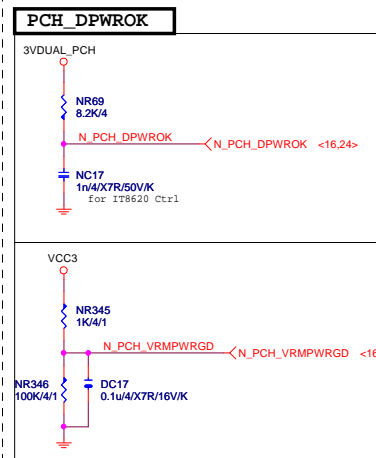 PCH_DPWROK
3VDUAL_PCH
NR69
8.2K/4
N_PCH_DPWROK
N_PCH_DPWROK <16,24>
NC17
1n/4/X7R/50V/K
for IT8620 Ctrl
VCC3
NR345
1K/4/1
N_PCH_VRMPWRGD
N_PCH_VRMPWRGD <16
NR346
100K/4/1
DC17
0.1u/4/X7R/16V/K